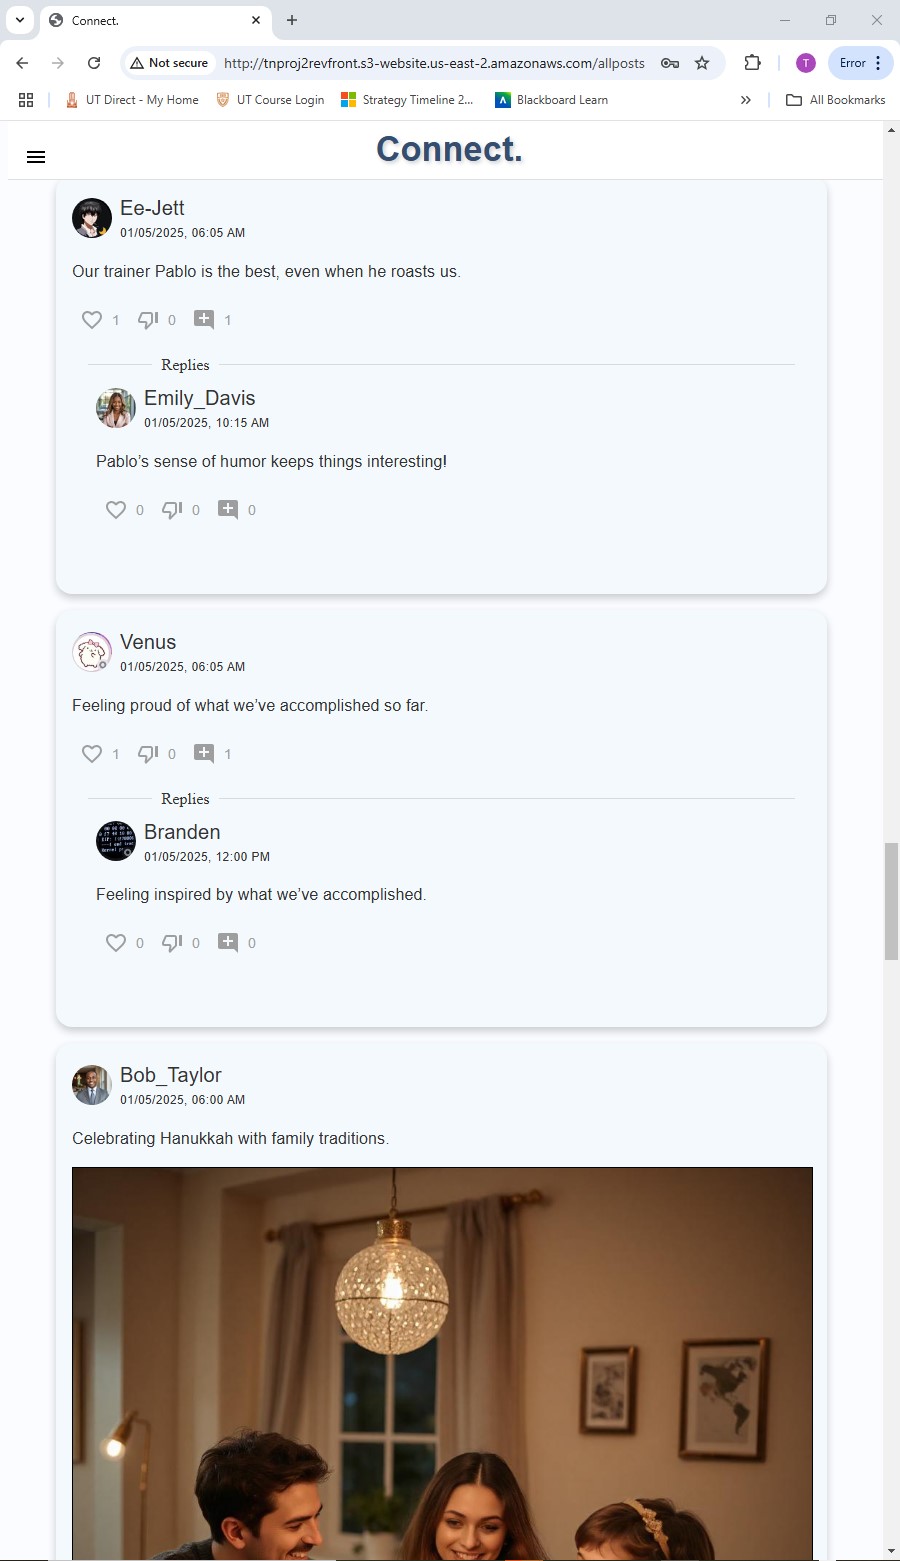 Connect.
Not secure
http://tnproj2revfront.s3-website.us-east-2.amazonaws.com/allposts
T
Error
UT Direct - My Home
UT Course Login
Strategy Timeline 2...
Blackboard Learn
All Bookmarks
Connect.
Ee-Jett
01/05/2025, 06:05 AM
Our trainer Pablo is the best, even when he roasts us.
1 0 1
Replies
Emily_Davis
01/05/2025, 10:15 AM
Pablo’s sense of humor keeps things interesting!
0 0 0
Venus
01/05/2025, 06:05 AM
Feeling proud of what we’ve accomplished so far.
1 0 1
Replies
Branden
01/05/2025, 12:00 PM
Feeling inspired by what we’ve accomplished.
0 0 0
Bob_Taylor
01/05/2025, 06:00 AM
Celebrating Hanukkah with family traditions.